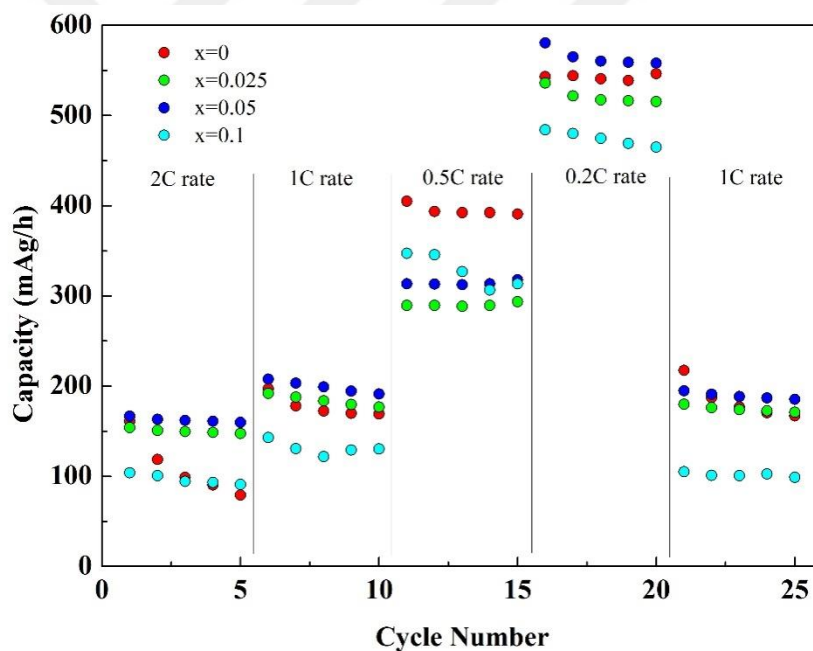 600
500
400
300
200
100
0
Capacity (mAg/h)
x=0
x=0.025
x=0.05
x=0.1
2C rate
1C rate
0.5C rate
0.2C rate
1C rate
0
5
10
15
20
25
Cycle Number